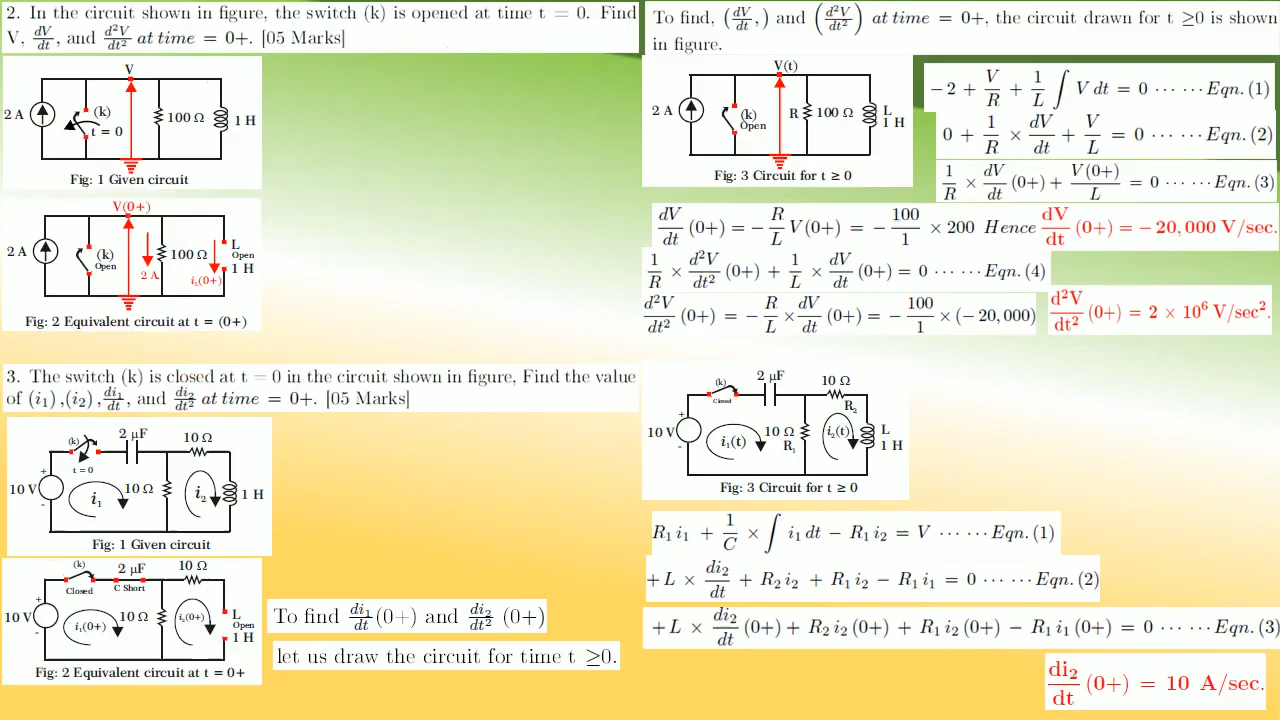 2. In the circuit shown in figure, the switch (k) is opened at time t = 0. Find
V, dV/dt, and d²V/dt² at time = 0+. [05 Marks]
V
2 A
(k)
t = 0
100 Ω
1 H
Fig: 1 Given circuit
V(0+)
2 A
(k)
Open
2 A
100 Ω
i_L(0+)
L
Open
1 H
Fig: 2 Equivalent circuit at t = (0+)
To find, (dV/dt,) and (d²V/dt²) at time = 0+, the circuit drawn for t ≥0 is shown
in figure.
V(t)
2 A
(k)
Open
R
100 Ω
L
1 H
Fig: 3 Circuit for t ≥ 0
−2 + V/R + 1/L ∫ V dt = 0 ⋯ ⋯ Eqn. (1)
0 + 1/R × dV/dt + V/L = 0 ⋯ ⋯ Eqn. (2)
1/R × dV/dt (0+) + V(0+)/L = 0 ⋯ ⋯ Eqn. (3)
dV/dt (0+) = − R/L V(0+) = − 100/1 × 200 Hence dV/dt (0+) = − 20, 000 V/sec.
1/R × d²V/dt² (0+) + 1/L × dV/dt (0+) = 0 ⋯ ⋯ Eqn. (4)
d²V/dt² (0+) = − R/L × dV/dt (0+) = − 100/1 × (− 20, 000)
d²V/dt² (0+) = 2 × 10⁶ V/sec².
3. The switch (k) is closed at t = 0 in the circuit shown in figure, Find the value
of (i₁) ,(i₂) , di₁/dt, and di₂/dt² at time = 0+. [05 Marks]
(k)
t = 0
2 μF
10 Ω
+
10 V
-
i₁
10 Ω
i₂
1 H
Fig: 1 Given circuit
(k)
Closed
2 μF
C Short
10 Ω
+
10 V
-
i₁(0+)
10 Ω
i₂(0+)
L
Open
1 H
Fig: 2 Equivalent circuit at t = 0+
To find di₁/dt (0+) and di₂/dt² (0+)
let us draw the circuit for time t ≥0.
(k)
Closed
2 μF
10 Ω
R₂
+
10 V
-
i₁(t)
10 Ω
R₁
i₂(t)
L
1 H
Fig: 3 Circuit for t ≥ 0
R₁ i₁ + 1/C × ∫ i₁ dt − R₁ i₂ = V ⋯ ⋯ Eqn. (1)
+L × di₂/dt + R₂ i₂ + R₁ i₂ − R₁ i₁ = 0 ⋯ ⋯ Eqn. (2)
+L × di₂/dt (0+) + R₂ i₂ (0+) + R₁ i₂ (0+) − R₁ i₁ (0+) = 0 ⋯ ⋯ Eqn. (3)
di₂/dt (0+) = 10 A/sec.